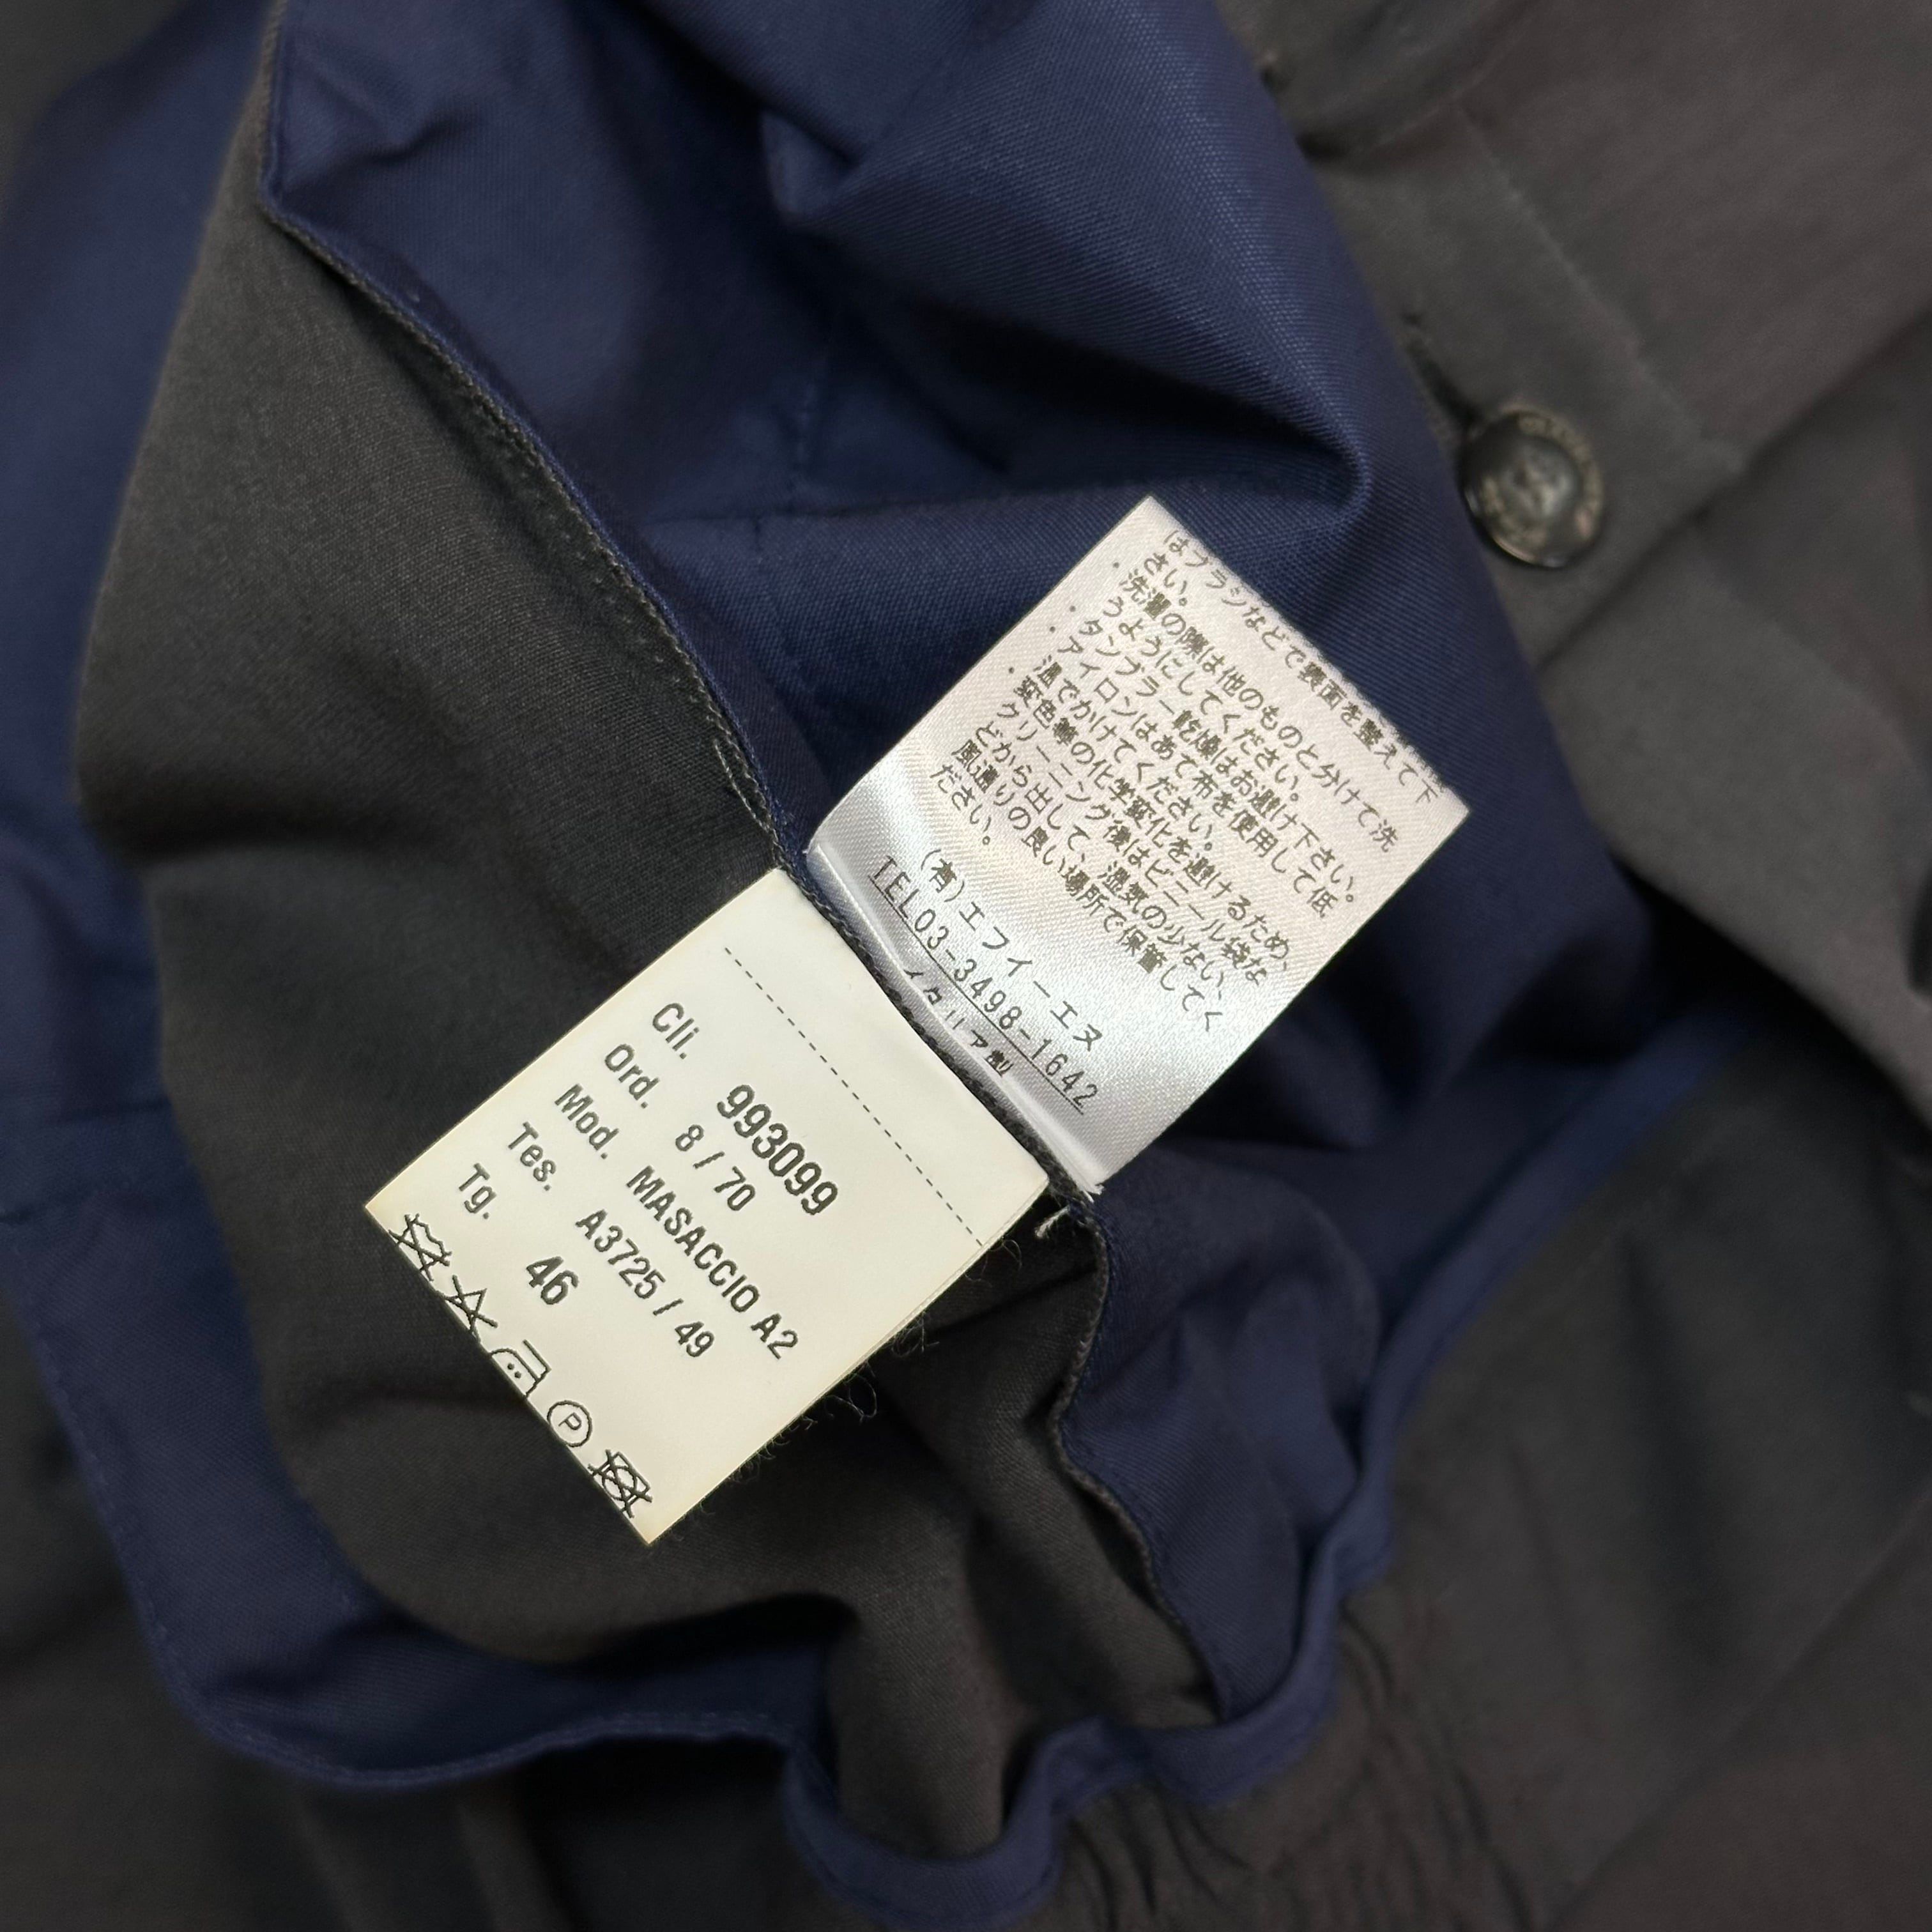 はブラシなどで表面を整えて下
さい。
・洗濯の際は他のものと分けて洗
うようにしてください。
・タンブラー乾燥はお避け下さい。
・アイロンはあて布を使用して低
温でかけてください。
・変色等の化学変化を避けるため、
クリーニング後はビニール袋な
どから出して、湿気の少ない、
風通りの良い場所で保管してく
ださい。
(有)エフイーエヌ
TEL03-3498-1642
イタリア製
Cli. 993099
Ord. 8 / 70
Mod. MASACCIO A2
Tes. A3725 / 49
Tg. 46
P